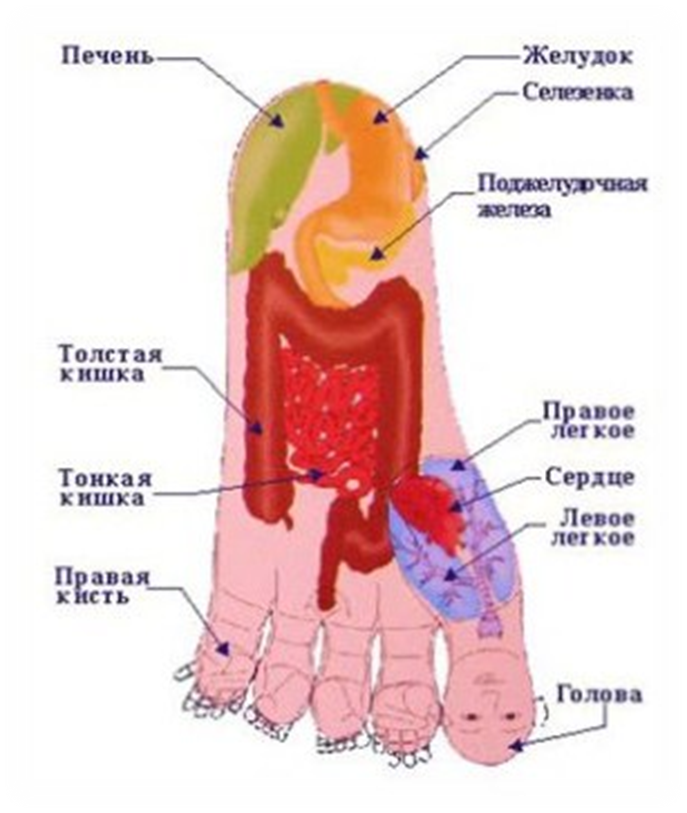 Печень
Желудок
Селезенка
Поджелудочная
железа
Толстая
кишка
Правое
легкое
Тонкая
кишка
Сердце
Левое
легкое
Правая
кисть
Голова